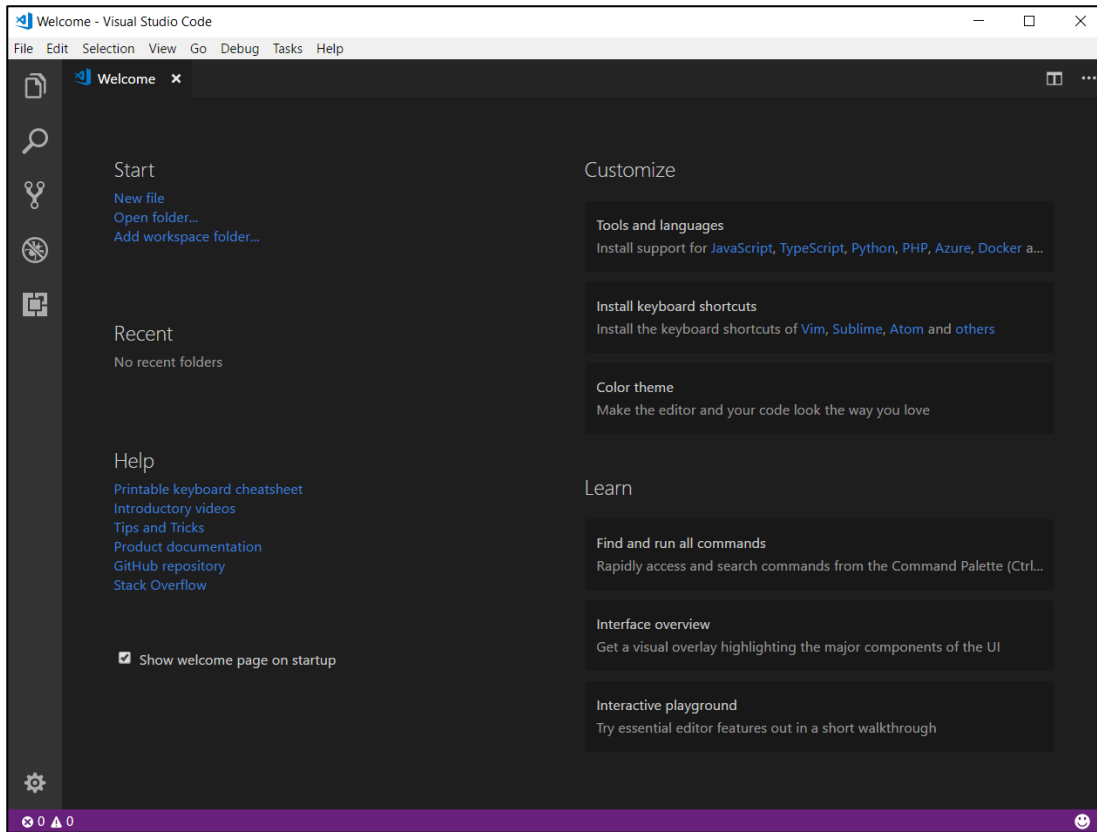 Welcome - Visual Studio Code
File Edit Selection View Go Debug Tasks Help
Welcome
Start
New file
Open folder...
Add workspace folder...
Recent
No recent folders
Help
Printable keyboard cheatsheet
Introductory videos
Tips and Tricks
Product documentation
GitHub repository
Stack Overflow
Show welcome page on startup
Customize
Tools and languages
Install support for JavaScript, TypeScript, Python, PHP, Azure, Docker a...
Install keyboard shortcuts
Install the keyboard shortcuts of Vim, Sublime, Atom and others
Color theme
Make the editor and your code look the way you love
Learn
Find and run all commands
Rapidly access and search commands from the Command Palette (Ctrl...
Interface overview
Get a visual overlay highlighting the major components of the UI
Interactive playground
Try essential editor features out in a short walkthrough
0 0